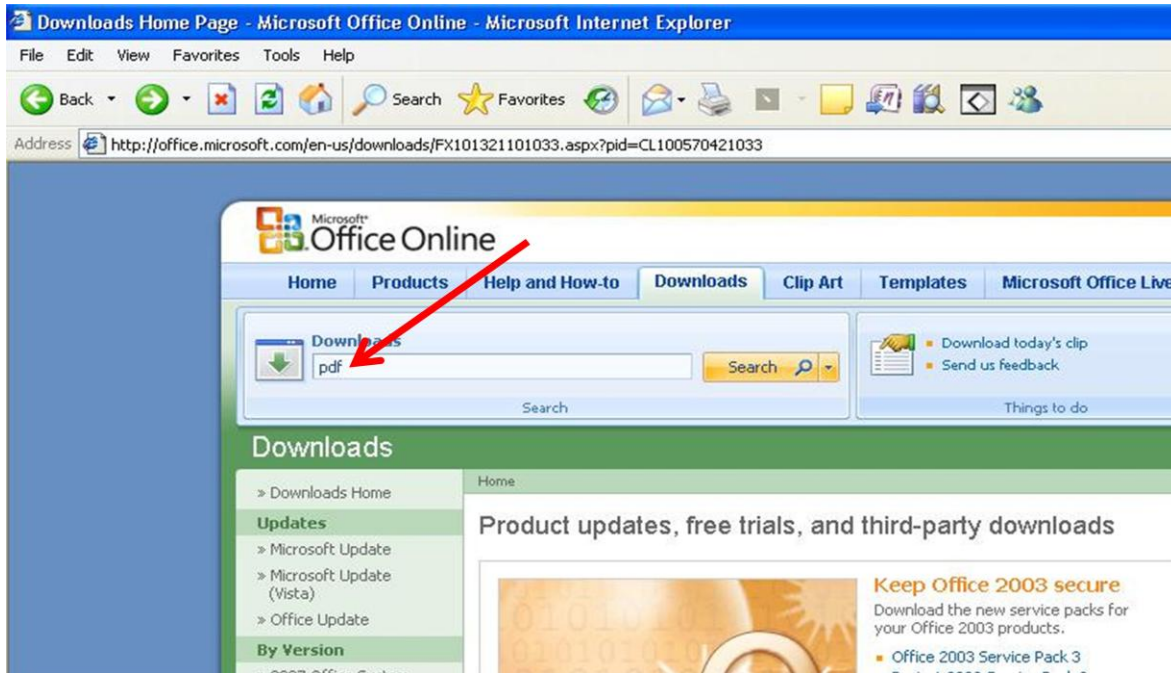 Downloads Home Page - Microsoft Office Online - Microsoft Internet Explorer
File Edit View Favorites Tools Help
Back Search Favorites
Address http://office.microsoft.com/en-us/downloads/FX101321101033.aspx?pid=CL100570421033
Microsoft
Office Online
Home Products Help and How-to Downloads Clip Art Templates Microsoft Office Live
Downloads
pdf
Search
Search
Download today's clip
Send us feedback
Things to do
Downloads
» Downloads Home
Updates
» Microsoft Update
» Microsoft Update
(Vista)
» Office Update
By Version
Home
Product updates, free trials, and third-party downloads
Keep Office 2003 secure
Download the new service packs for
your Office 2003 products.
Office 2003 Service Pack 3